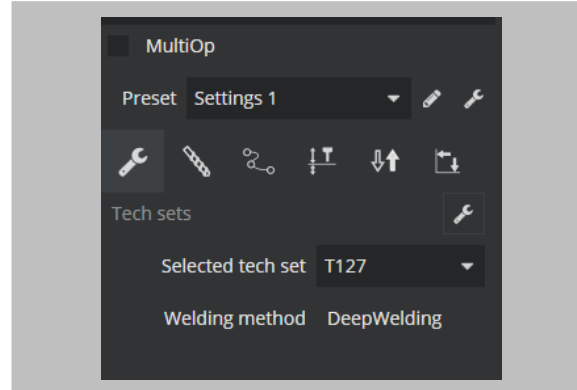 MultiOp
Preset Settings 1
Tech sets
Selected tech set T127
Welding method DeepWelding